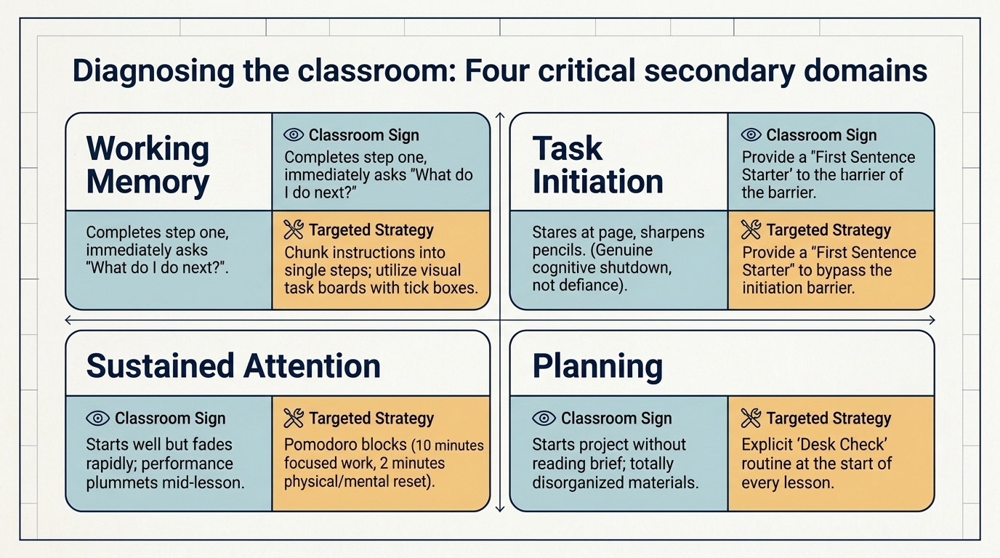 Diagnosing the classroom: Four critical secondary domains
Working
Memory
Classroom Sign
Completes step one,
immediately asks "What do
I do next?"
Completes step one,
immediately asks
"What do I do next?".
Targeted Strategy
Chunk instructions into
single steps; utilize visual
task boards with tick boxes.
Task
Initiation
Classroom Sign
Provide a "First Sentence
Starter' to the harrier of
the barrier.
Stares at page, sharpens
pencils. (Genuine
cognitive shutdown,
not defiance).
Targeted Strategy
Provide a "First Sentence
Starter" to bypass the
initiation barrier.
Sustained Attention
Classroom Sign
Starts well but fades
rapidly; performance
plummets mid-lesson.
Targeted Strategy
Pomodoro blocks (10 minutes
focused work, 2 minutes
physical/mental reset).
Planning
Classroom Sign
Starts project without
reading brief; totally
disorganized materials.
Targeted Strategy
Explicit ‘Desk Check’
routine at the start of
every lesson.